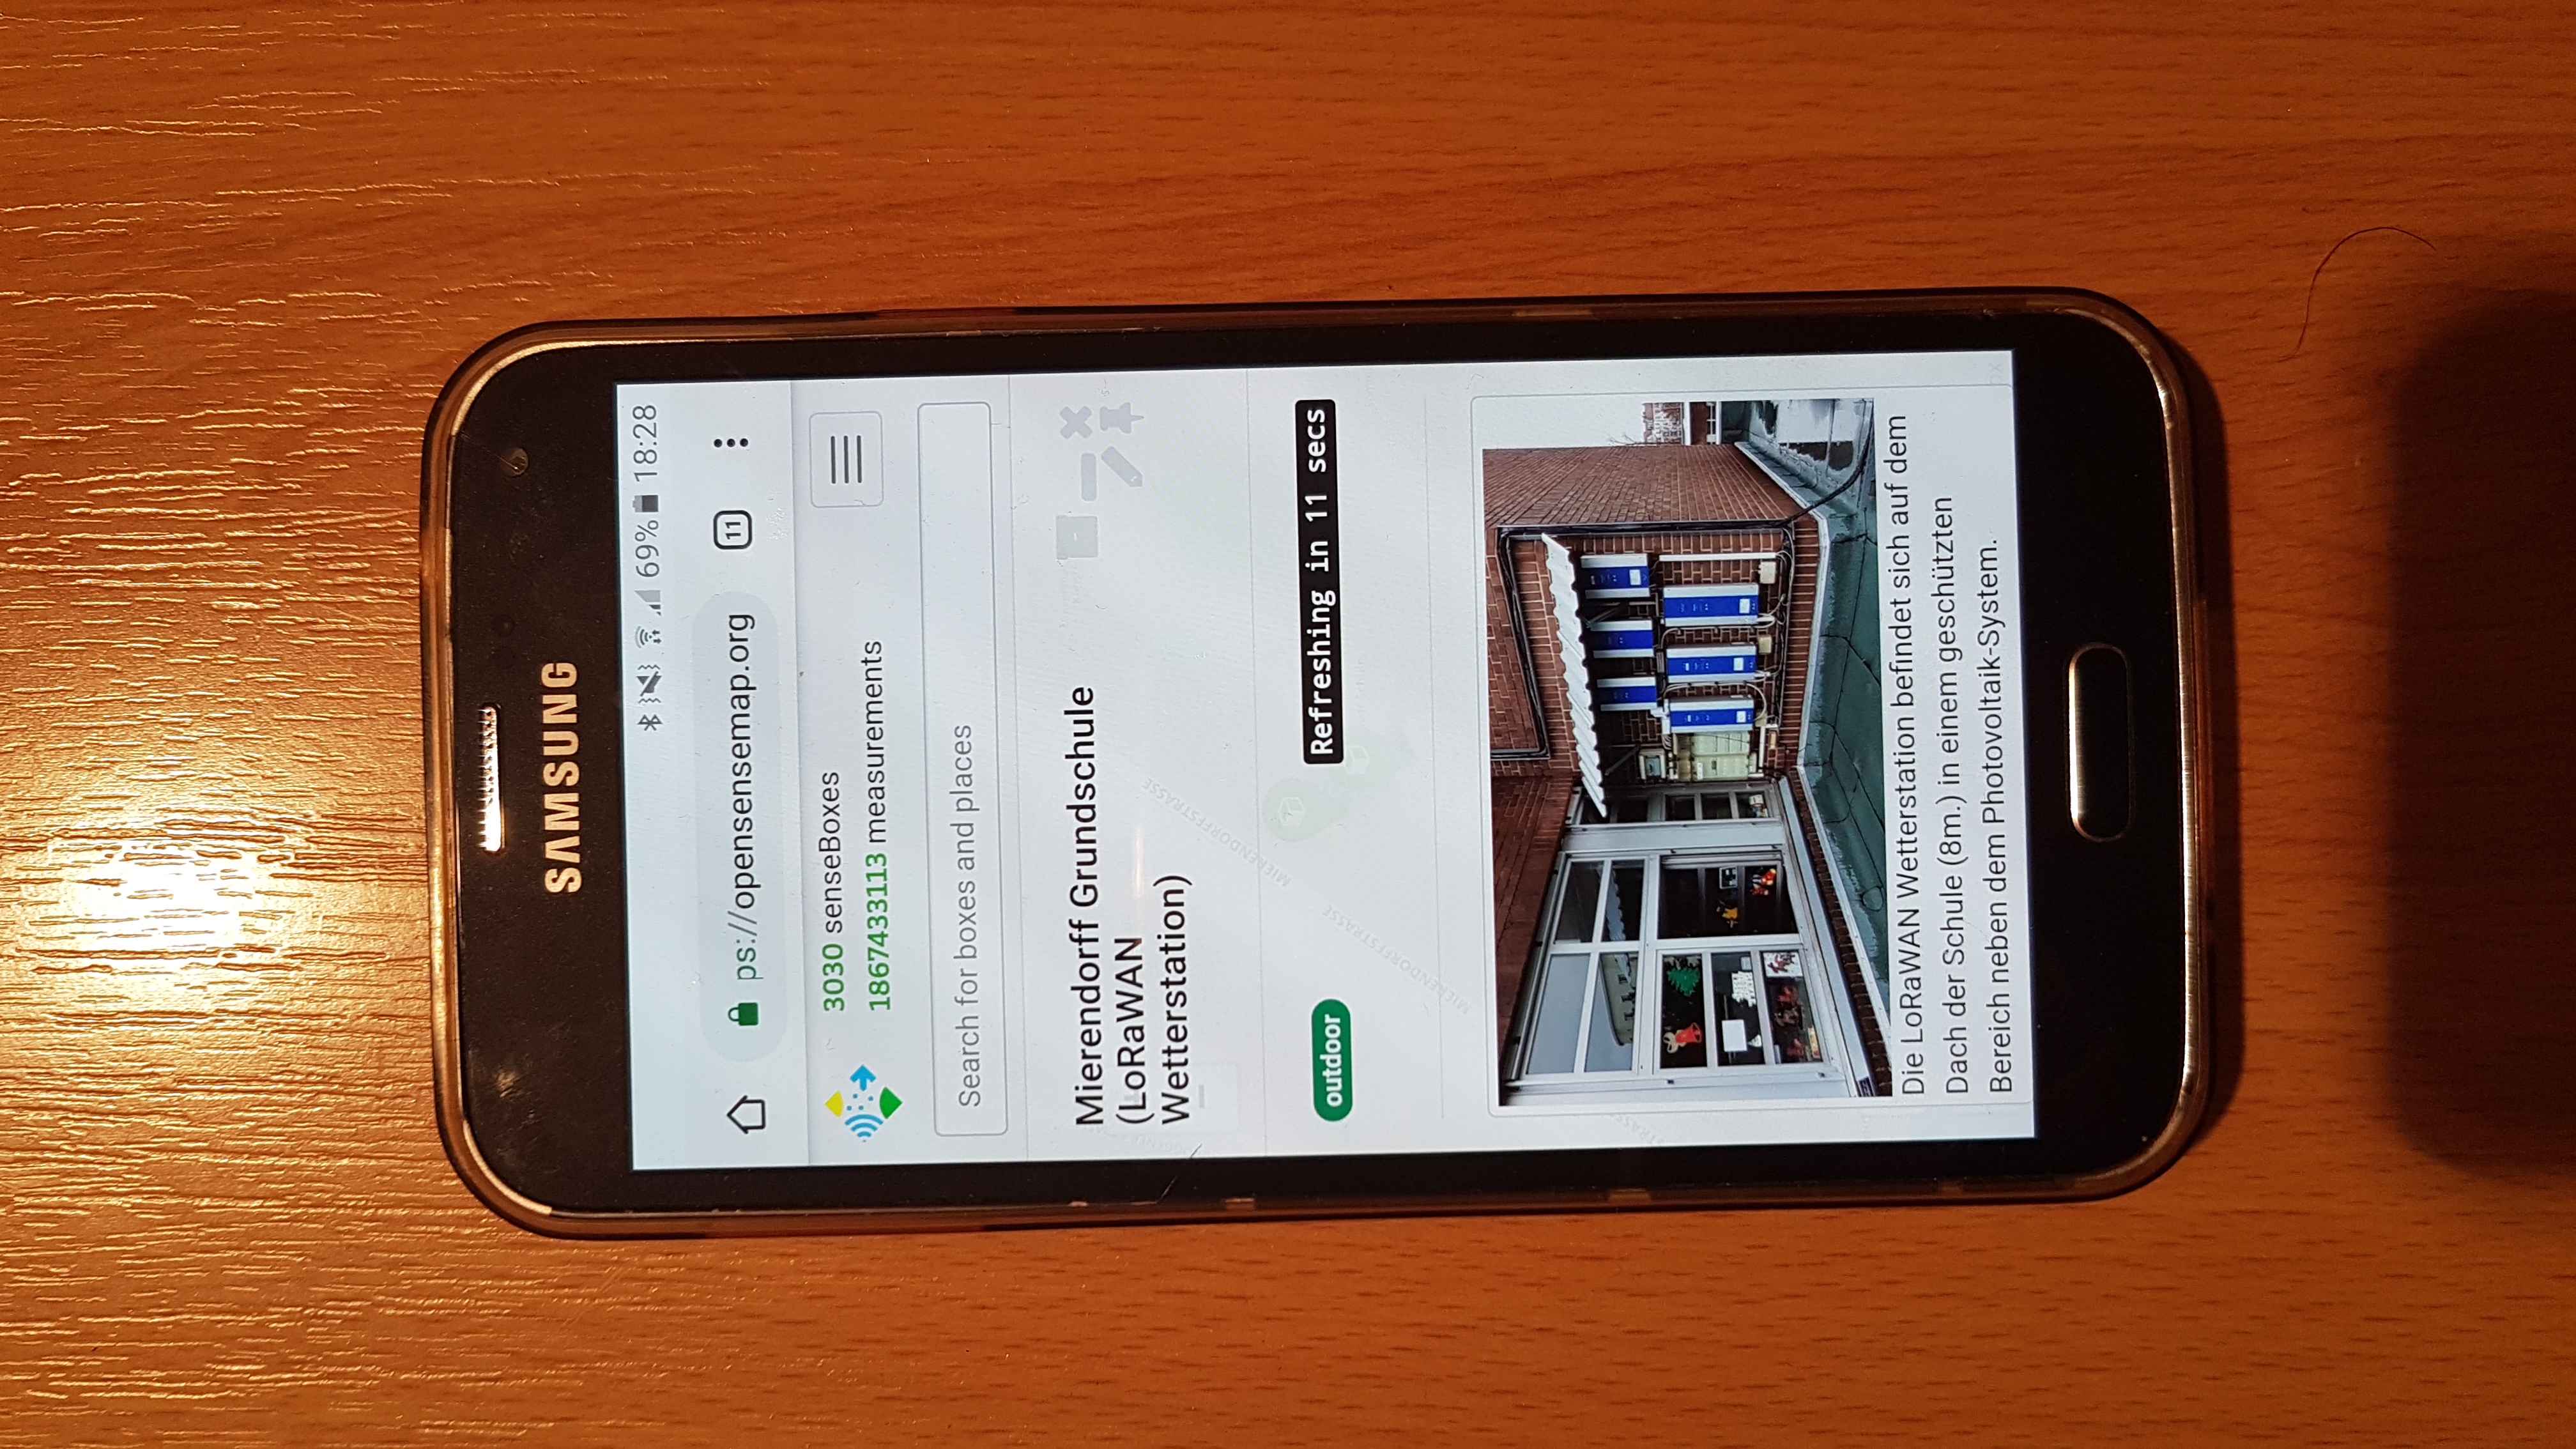 SAMSUNG
69% 18:28
ps://opensensemap.org
11
3030 senseBoxes
1867433113 measurements
Search for boxes and places
Mierendorff Grundschule
(LoRaWAN
Wetterstation)
MIERENDORFFSTRASSE
outdoor
Refreshing in 11 secs
MIERENDORFFSTRASSE
Die LoRaWAN Wetterstation befindet sich auf dem
Dach der Schule (8m.) in einem geschützten
Bereich neben dem Photovoltaik-System.